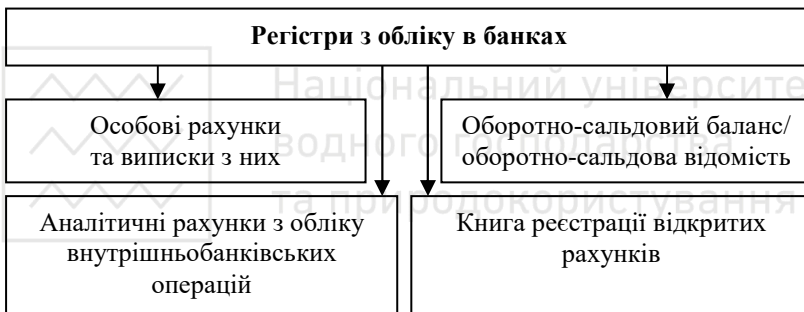 Регістри з обліку в банках
Національний університе
водного господарства
та природокористування
Особові рахунки
та виписки з них
Оборотно-сальдовий баланс/
оборотно-сальдова відомість
Аналітичні рахунки з обліку
внутрішньобанківських
операцій
Книга реєстрації відкритих
рахунків